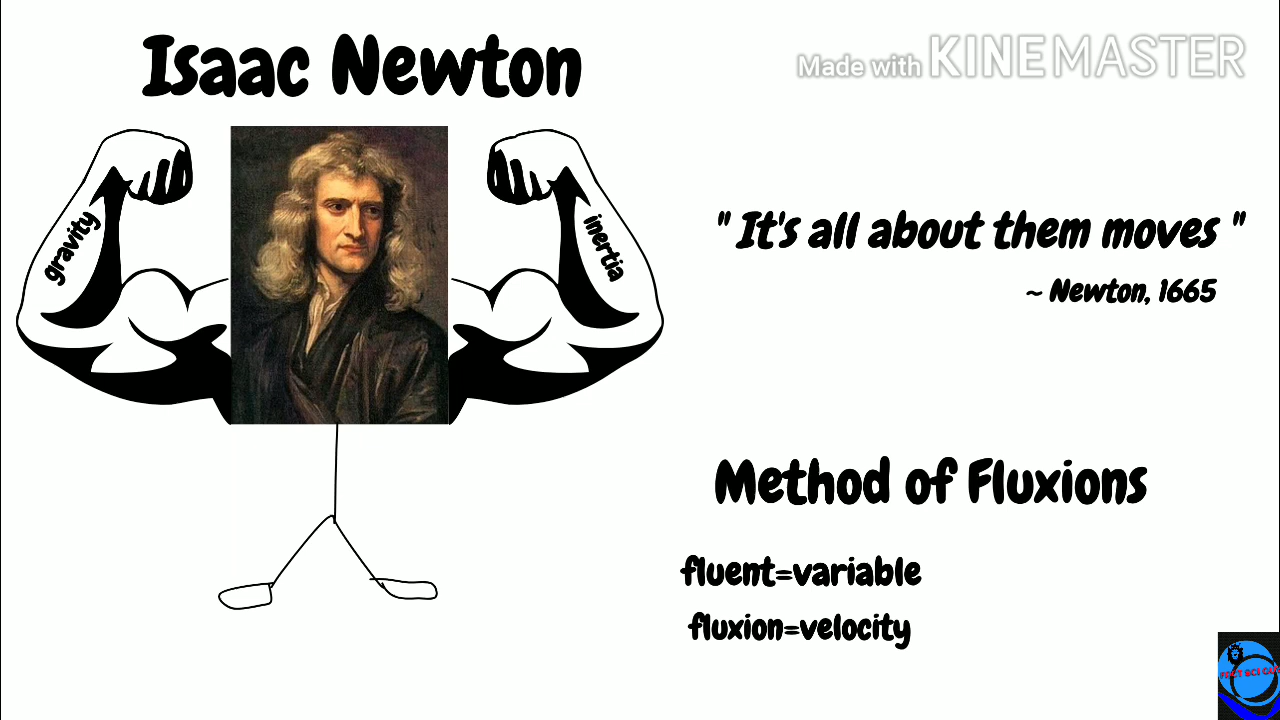 Isaac Newton
Made with KINEMASTER
gravity
inertia
" It's all about them moves "
~ Newton, 1665
Method of Fluxions
fluent=variable
fluxion=velocity